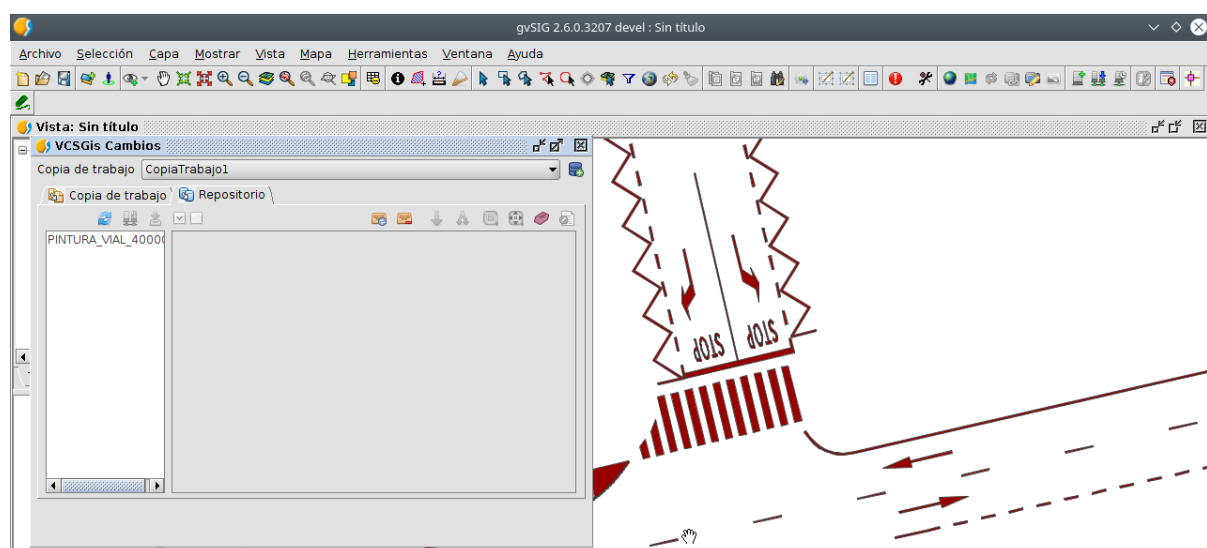 gvSIG 2.6.0.3207 devel : Sin título
Archivo Selección Capa Mostrar Vista Mapa Herramientas Ventana Ayuda
Vista: Sin título
VCSGis Cambios
Copia de trabajo CopiaTrabajo1
Copia de trabajo Repositorio
PINTURA_VIAL_4000
STOP STOP